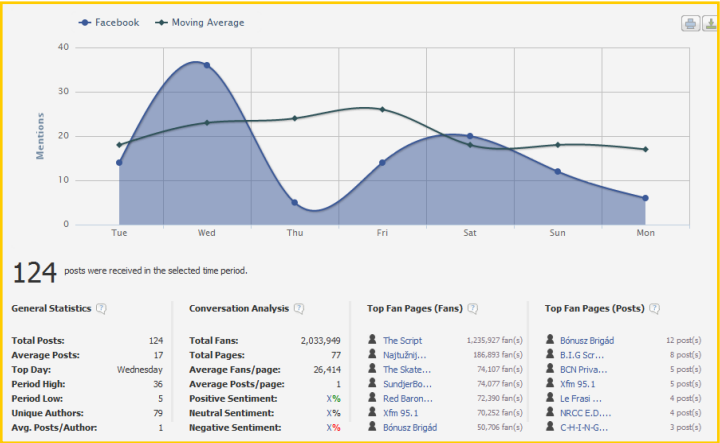 Facebook Moving Average
40
30
20
10
0
Mentions
Tue Wed Thu Fri Sat Sun Mon
124 posts were received in the selected time period.
General Statistics ?
Total Posts: 124
Average Posts: 17
Top Day: Wednesday
Period High: 36
Period Low: 5
Unique Authors: 79
Avg. Posts/Author: 1
Conversation Analysis ?
Total Fans: 2,033,949
Total Pages: 77
Average Fans/page: 26,414
Average Posts/page: 1
Positive Sentiment: X%
Neutral Sentiment: X%
Negative Sentiment: X%
Top Fan Pages (Fans) ?
The Script 1,235,927 fan(s)
Najtužnij... 186,893 fan(s)
The Skate... 74,107 fan(s)
SundjerBo... 74,077 fan(s)
Red Baron... 72,390 fan(s)
Xfm 95.1 70,252 fan(s)
Bónusz Brigád 50,706 fan(s)
Top Fan Pages (Posts) ?
Bónusz Brigád 12 post(s)
B.I.G Scr... 8 post(s)
BCN Priva... 5 post(s)
Xfm 95.1 5 post(s)
Le Frasi ... 4 post(s)
NRCC E.D.... 4 post(s)
C-H-I-N-G... 3 post(s)